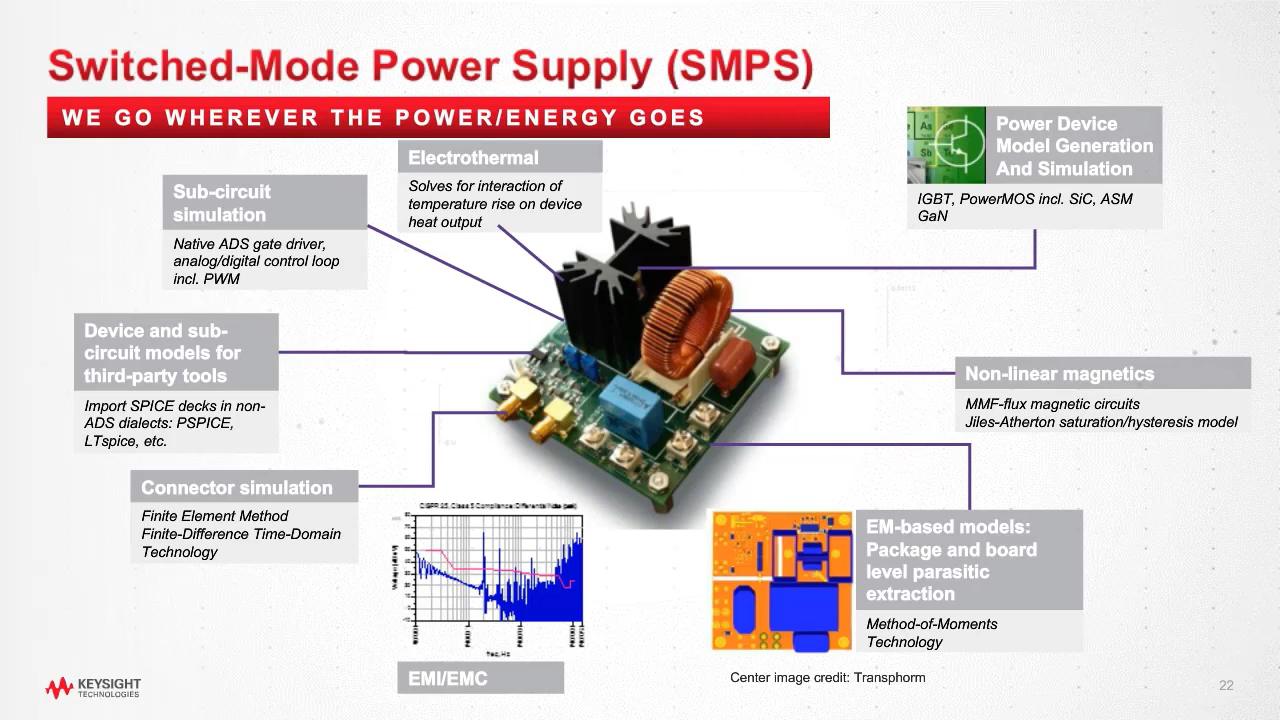 Switched-Mode Power Supply (SMPS)
WE GO WHEREVER THE POWER/ENERGY GOES
Electrothermal
Solves for interaction of
temperature rise on device
heat output
Power Device
Model Generation
And Simulation
IGBT, PowerMOS incl. SiC, ASM
GaN
As
Sb
Sub-circuit
simulation
Native ADS gate driver,
analog/digital control loop
incl. PWM
Device and sub-
circuit models for
third-party tools
Import SPICE decks in non-
ADS dialects: PSPICE,
LTspice, etc.
Non-linear magnetics
MMF-flux magnetic circuits
Jiles-Atherton saturation/hysteresis model
Connector simulation
Finite Element Method
Finite-Difference Time-Domain
Technology
EM-based models:
Package and board
level parasitic
extraction
Method-of-Moments
Technology
EMI/EMC
Center image credit: Transphorm
KEYSIGHT
TECHNOLOGIES
22